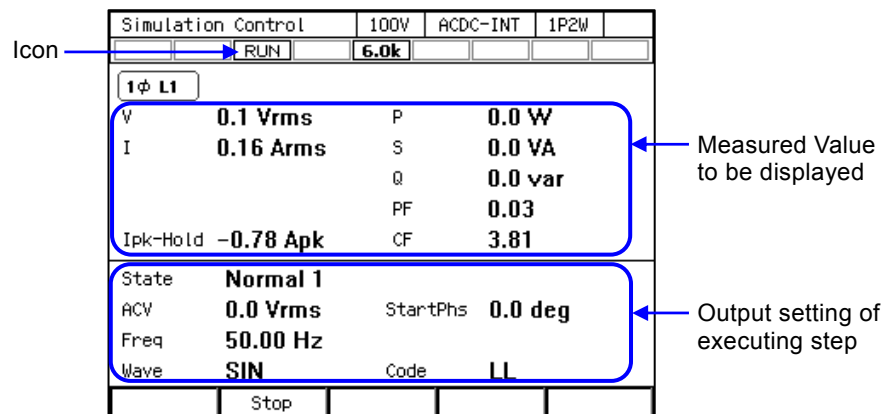 Simulation Control 100V ACDC-INT 1P2W
Icon RUN 6.0k
1ϕ L1
V 0.1 Vrms P 0.0 W
I 0.16 Arms S 0.0 VA
Measured Value
to be displayed
Q 0.0 var
PF 0.03
Ipk-Hold -0.78 Apk CF 3.81
State Normal 1
ACV 0.0 Vrms StartPhs 0.0 deg
Output setting of
executing step
Freq 50.00 Hz
Wave SIN Code LL
Stop